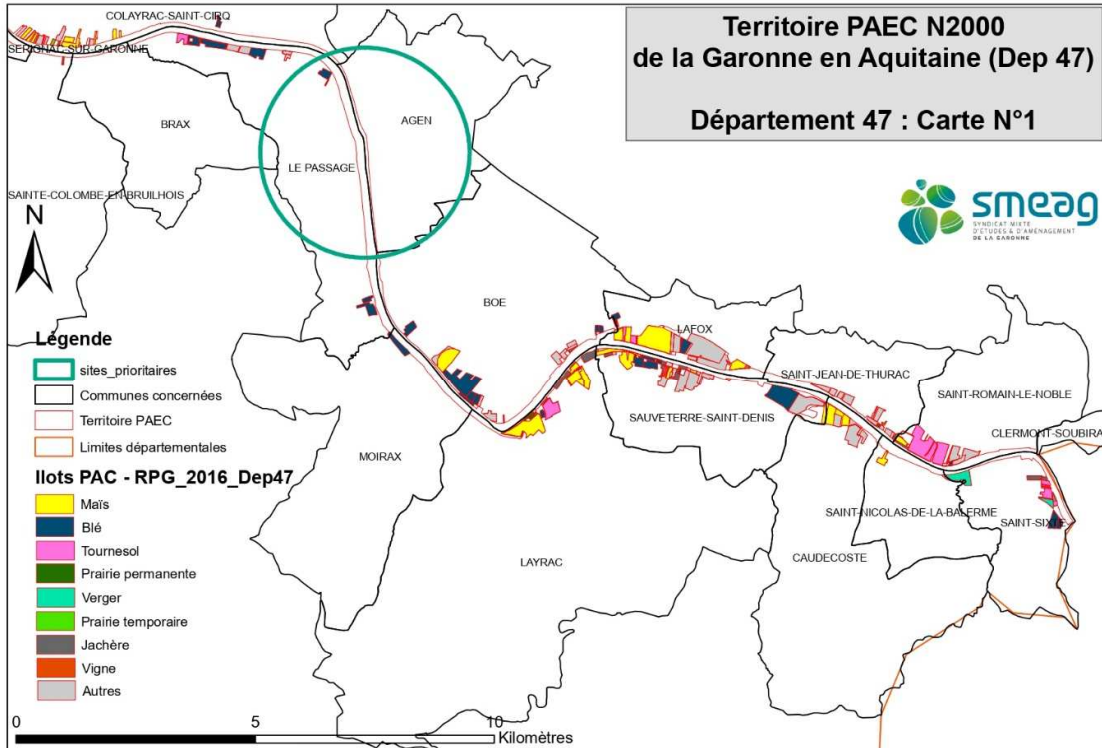 Territoire PAEC N2000
de la Garonne en Aquitaine (Dep 47)
Département 47 : Carte N°1
COLAYRAC-SAINT-CIRQ
SERIGNAC-SUR-GARONNE
BRAX
AGEN
LE PASSAGE
SAINTE-COLOMBE-EN-BRUILHOIS
N
smeag
SYNDICAT MIXTE
D'ÉTUDES & D'AMÉNAGEMENT
DE LA GARONNE
BOE
LAFOX
SAINT-JEAN-DE-THURAC
SAINT-ROMAIN-LE-NOBLE
SAUVETERRE-SAINT-DENIS
CLERMONT-SOUBIRA
MOIRAX
SAINT-NICOLAS-DE-LA-BALERME
SAINT-SIXTE
LAYRAC
CAUDECOSTE
Légende
sites_prioritaires
Communes concernées
Territoire PAEC
Limites départementales
Ilots PAC - RPG_2016_Dep47
Maïs
Blé
Tournesol
Prairie permanente
Verger
Prairie temporaire
Jachère
Vigne
Autres
0 5 10
Kilomètres